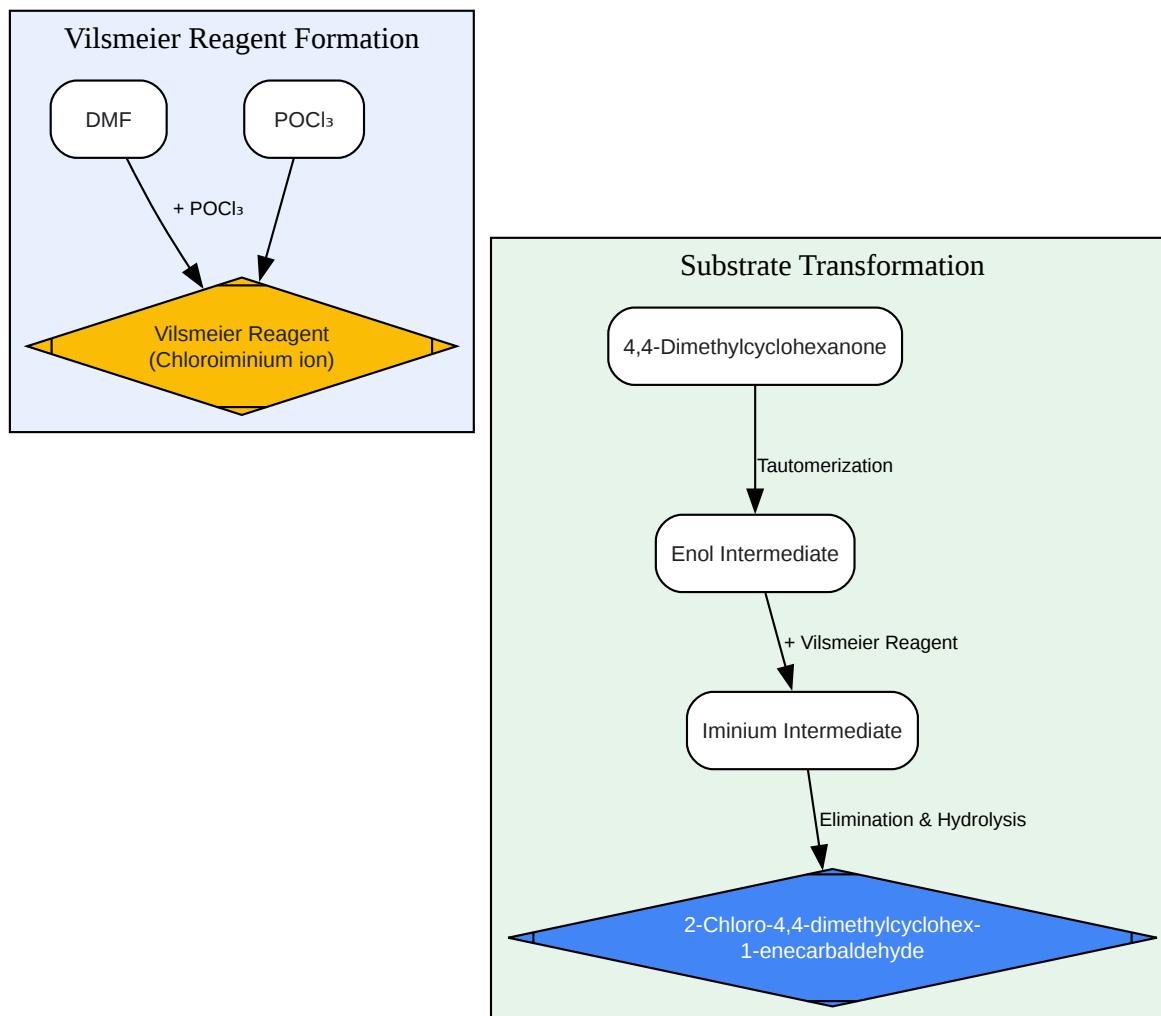 Vilsmeier Reagent Formation
DMF
POCl₃
+ POCl₃
Vilsmeier Reagent
(Chloroiminium ion)
Substrate Transformation
4,4-Dimethylcyclohexanone
Tautomerization
Enol Intermediate
+ Vilsmeier Reagent
Iminium Intermediate
Elimination & Hydrolysis
2-Chloro-4,4-dimethylcyclohex-
1-enecarbaldehyde